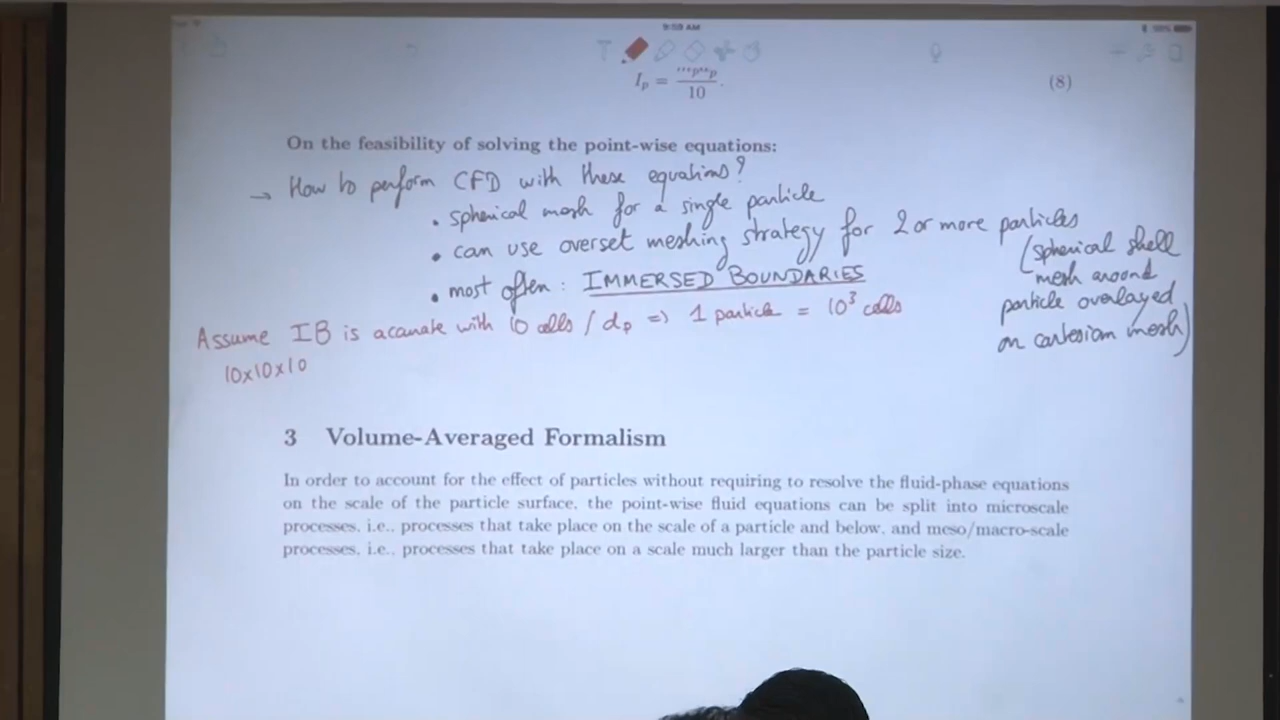 9:59 AM
I_p = p p / 10 . (8)
On the feasibility of solving the point-wise equations:
→ How to perform CFD with these equations?
• spherical mesh for a single particle
• can use overset meshing strategy for 2 or more particles
(spherical shell
mesh around
particle overlayed
on cartesian mesh)
• most often: IMMERSED BOUNDARIES
Assume IB is accurate with 10 cells / dp => 1 particle = 10³ cells
10x10x10
3 Volume-Averaged Formalism
In order to account for the effect of particles without requiring to resolve the fluid-phase equations
on the scale of the particle surface, the point-wise fluid equations can be split into microscale
processes, i.e., processes that take place on the scale of a particle and below, and meso/macro-scale
processes, i.e., processes that take place on a scale much larger than the particle size.